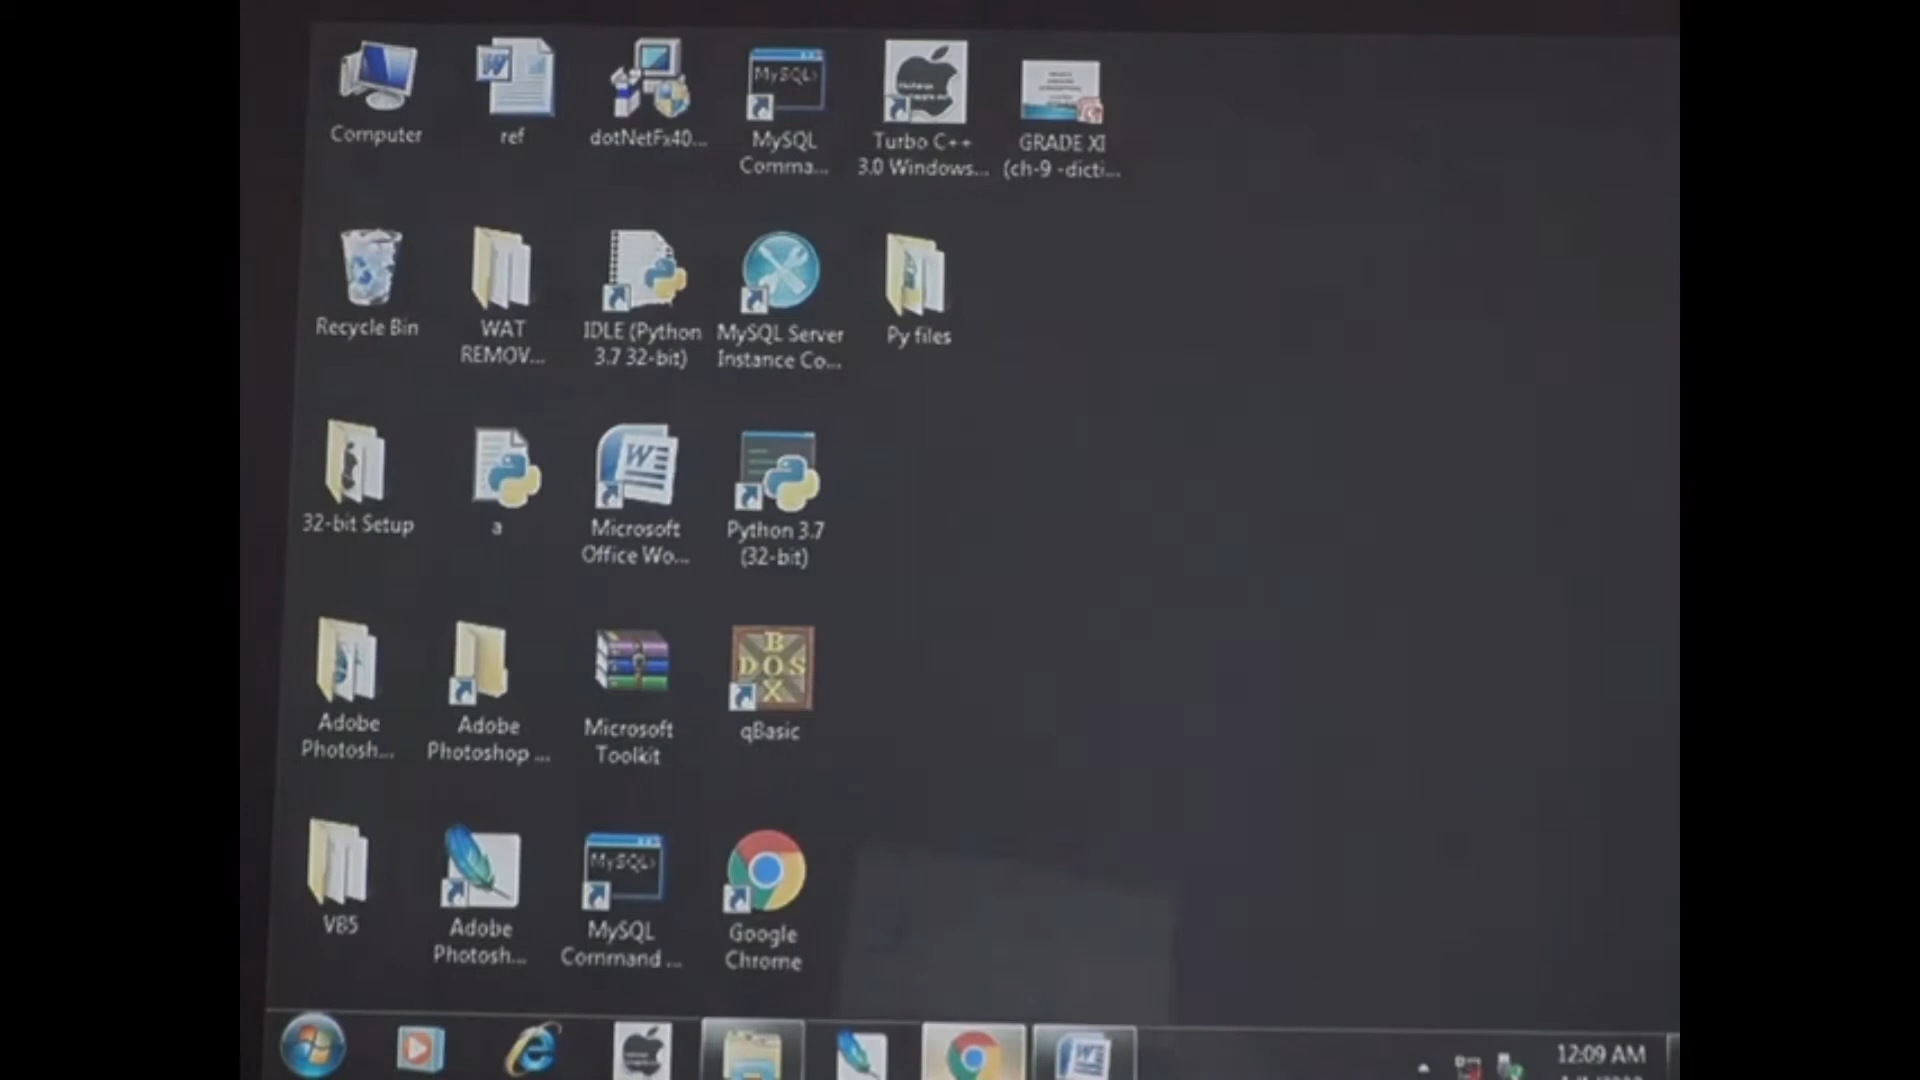 Computer
ref
dotNetFx40...
MySQL>
MySQL
Comma...
Turbo C++
3.0 Windows...
GRADE XI
(ch-9 -dicti...
Recycle Bin
WAT
REMOV...
IDLE (Python
3.7 32-bit)
MySQL Server
Instance Co...
Py files
32-bit Setup
a
W
Microsoft
Office Wo...
Python 3.7
(32-bit)
Adobe
Photosh...
Adobe
Photoshop ...
Microsoft
Toolkit
B
DOS
X
qBasic
VB5
Adobe
Photosh...
MySQL>
MySQL
Command ...
Google
Chrome
12:09 AM